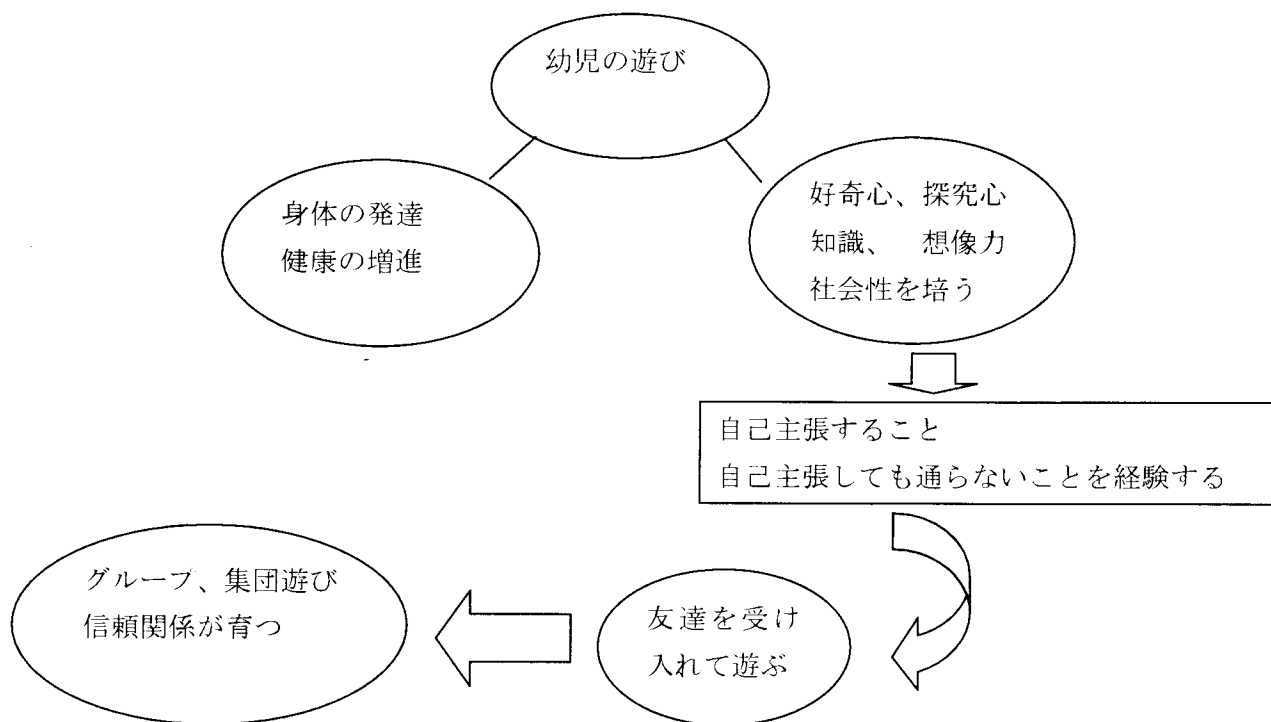 幼児の遊び
身体の発達
健康の増進
好奇心、探究心
知識、　想像力
社会性を培う
自己主張すること
自己主張しても通らないことを経験する
友達を受け
入れて遊ぶ
グループ、集団遊び
信頼関係が育つ